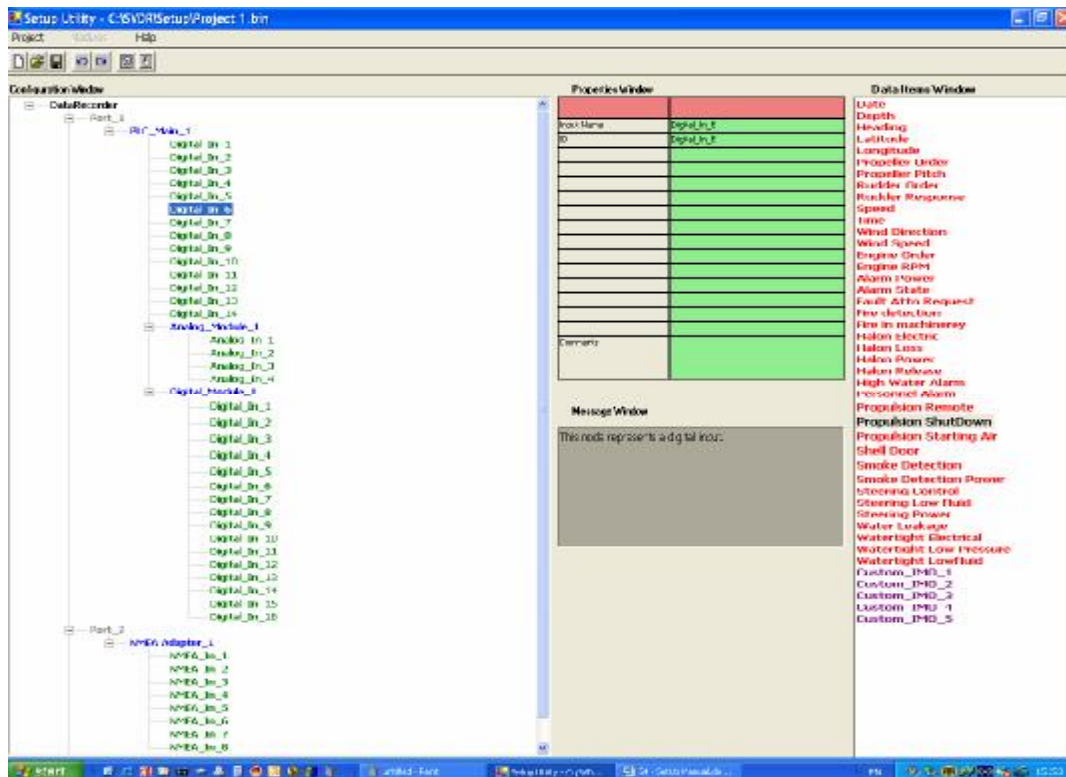 Setup Utility - C:\SVDR\Setup\Project 1.bin
Project Help
Configuration Window
DataRecorder
Port_1
PLC_Main_1
Digital_In_1
Digital_In_2
Digital_In_3
Digital_In_4
Digital_In_5
Digital_In_6
Digital_In_7
Digital_In_8
Digital_In_9
Digital_In_10
Digital_In_11
Digital_In_12
Digital_In_13
Digital_In_14
Analog_Module_1
Analog_In_1
Analog_In_2
Analog_In_3
Analog_In_4
Digital_Module_1
Digital_In_1
Digital_In_2
Digital_In_3
Digital_In_4
Digital_In_5
Digital_In_6
Digital_In_7
Digital_In_8
Digital_In_9
Digital_In_10
Digital_In_11
Digital_In_12
Digital_In_13
Digital_In_14
Digital_In_15
Digital_In_16
Port_2
NMEA Adapter_1
NMEA_In_1
NMEA_In_2
NMEA_In_3
NMEA_In_4
NMEA_In_5
NMEA_In_6
NMEA_In_7
NMEA_In_8
Properties Window
Input Name Digital_In_6
ID Digital_In_6
Comments
Message Window
This node represents a digital input.
Data Items Window
Date
Depth
Heading
Latitude
Longitude
Propeller Order
Propeller Pitch
Rudder Order
Rudder Response
Speed
Time
Wind Direction
Wind Speed
Engine Order
Engine RPM
Alarm Power
Alarm State
Fault Attn Request
Fire detection
Fire in machinerey
Halon Electric
Halon Loss
Halon Power
Halon Release
High Water Alarm
Personnel Alarm
Propulsion Remote
Propulsion ShutDown
Propulsion Starting Air
Shell Door
Smoke Detection
Smoke Detection Power
Steering Control
Steering Low fluid
Steering Power
Water Leakage
Watertight Electrical
Watertight Low Pressure
Watertight Lowfluid
Custom_IMO_1
Custom_IMO_2
Custom_IMO_3
Custom_IMO_4
Custom_IMO_5
start untitled - Paint Setup Utility EN